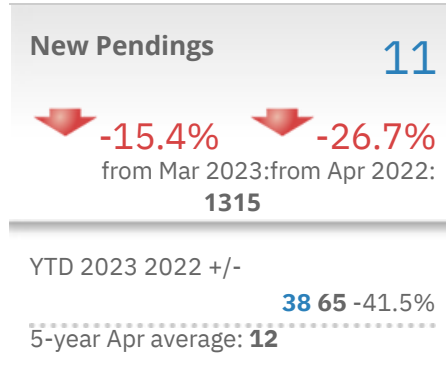 New Pendings
11
-15.4% -26.7%
from Mar 2023:from Apr 2022:
1315
YTD 2023 2022 +/-
38 65 -41.5%
5-year Apr average: 12